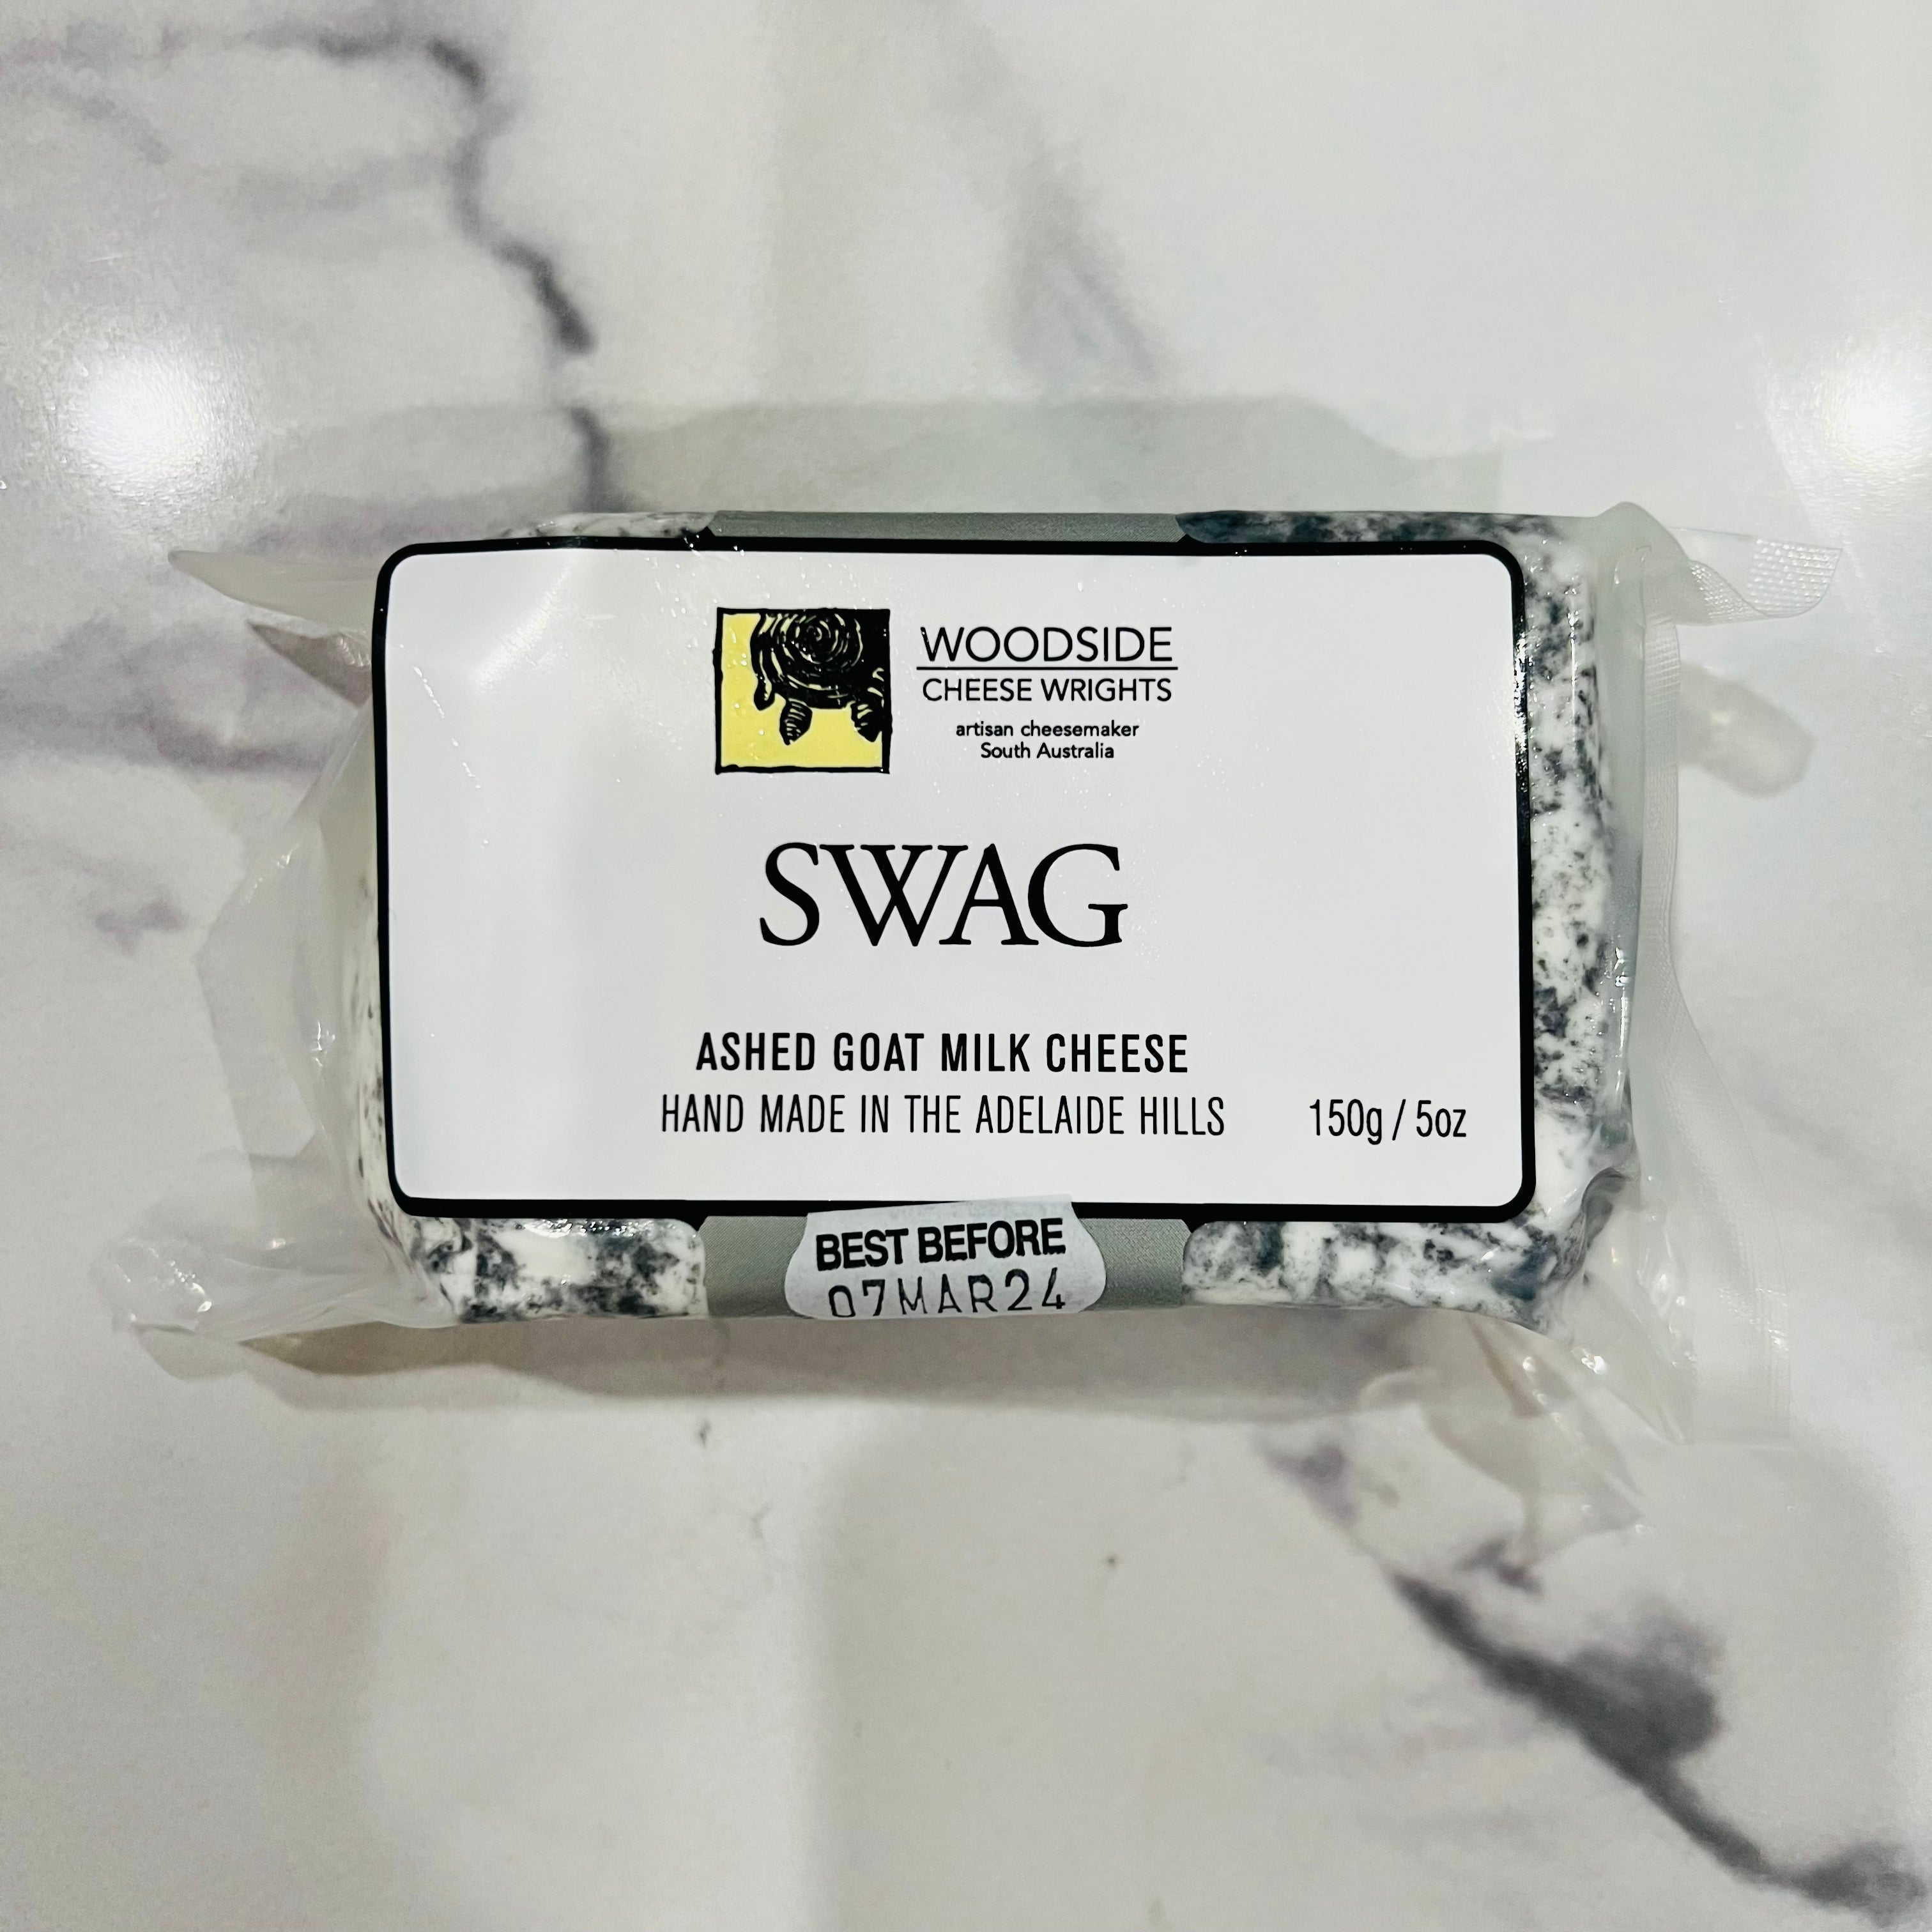 WOODSIDE
CHEESE WRIGHTS
artisan cheesemaker
South Australia
SWAG
ASHED GOAT MILK CHEESE
HAND MADE IN THE ADELAIDE HILLS
150g / 5oz
BEST BEFORE
07MAR24